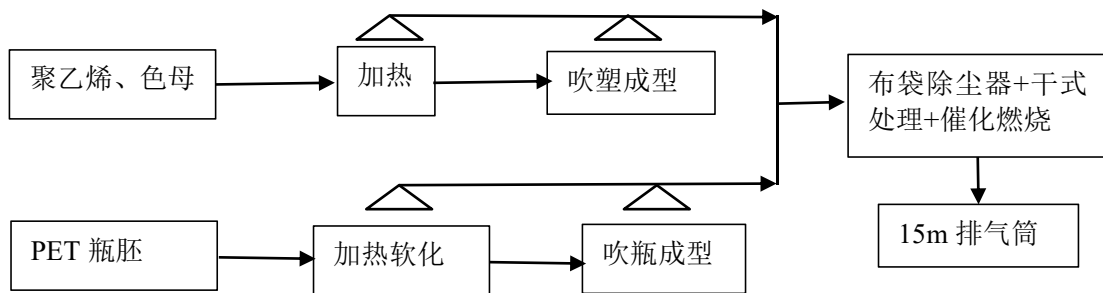 聚乙烯、色母
加热
吹塑成型
布袋除尘器+干式
处理+催化燃烧
PET 瓶胚
加热软化
吹瓶成型
15m 排气筒